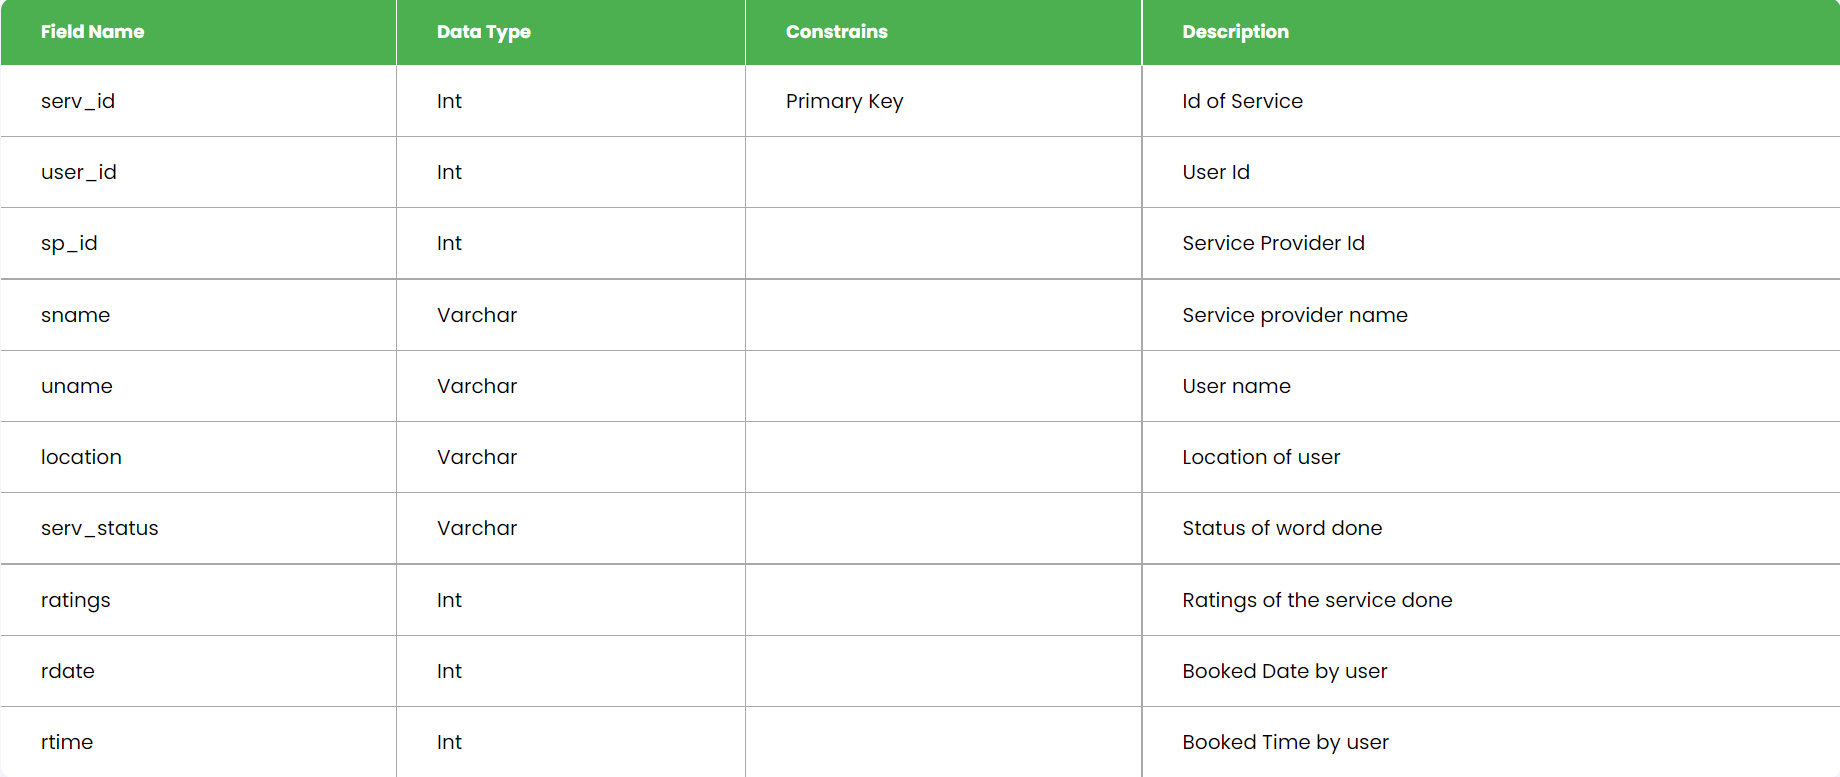 Field Name Data Type Constrains Description
serv_id Int Primary Key Id of Service
user_id Int User Id
sp_id Int Service Provider Id
sname Varchar Service provider name
uname Varchar User name
location Varchar Location of user
serv_status Varchar Status of word done
ratings Int Ratings of the service done
rdate Int Booked Date by user
rtime Int Booked Time by user